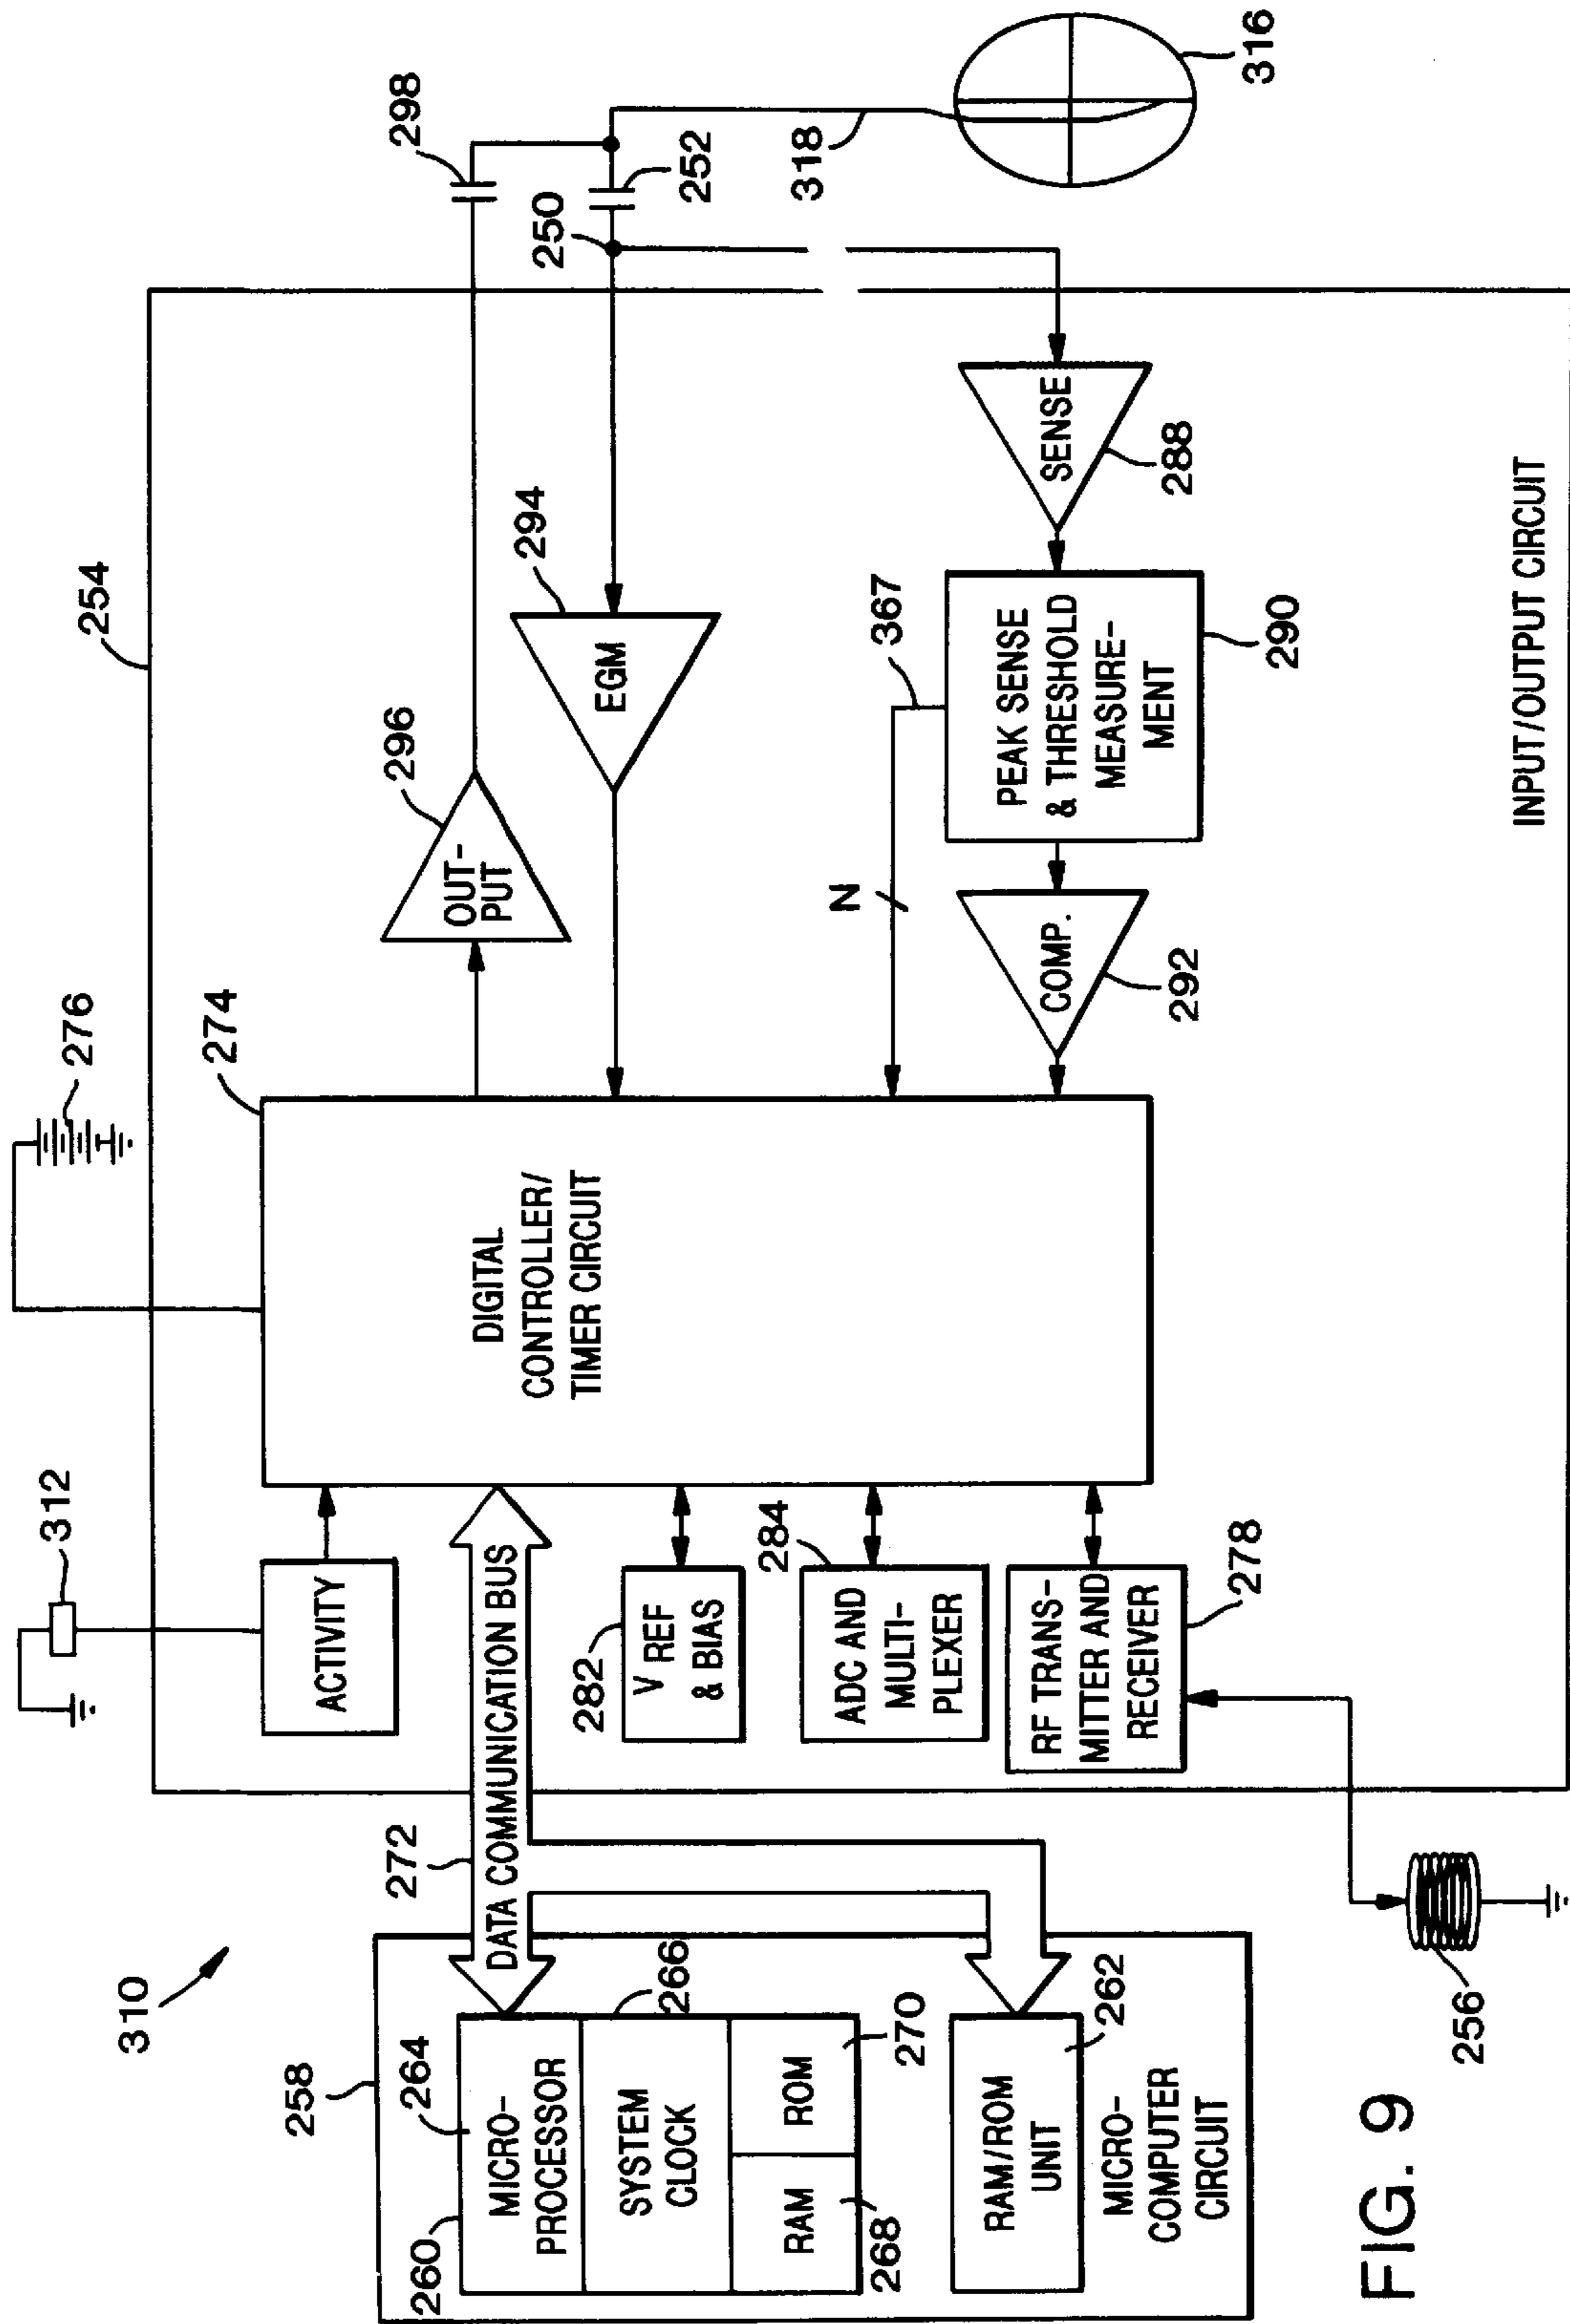 310
258
260
264
MICRO-
PROCESSOR
SYSTEM
CLOCK
266
RAM
ROM
268
270
RAM/ROM
UNIT
262
MICRO-
COMPUTER
CIRCUIT
272
DATA COMMUNICATION BUS
312
ACTIVITY
282
V REF
& BIAS
284
ADC AND
MULTI-
PLEXER
RF TRANS-
MITTER AND
RECEIVER
278
256
276
274
DIGITAL
CONTROLLER/
TIMER CIRCUIT
254
296
OUT-
PUT
294
EGM
N
367
COMP.
292
PEAK SENSE
& THRESHOLD
MEASURE-
MENT
290
SENSE
288
INPUT/OUTPUT CIRCUIT
298
250
252
318
316
FIG. 9